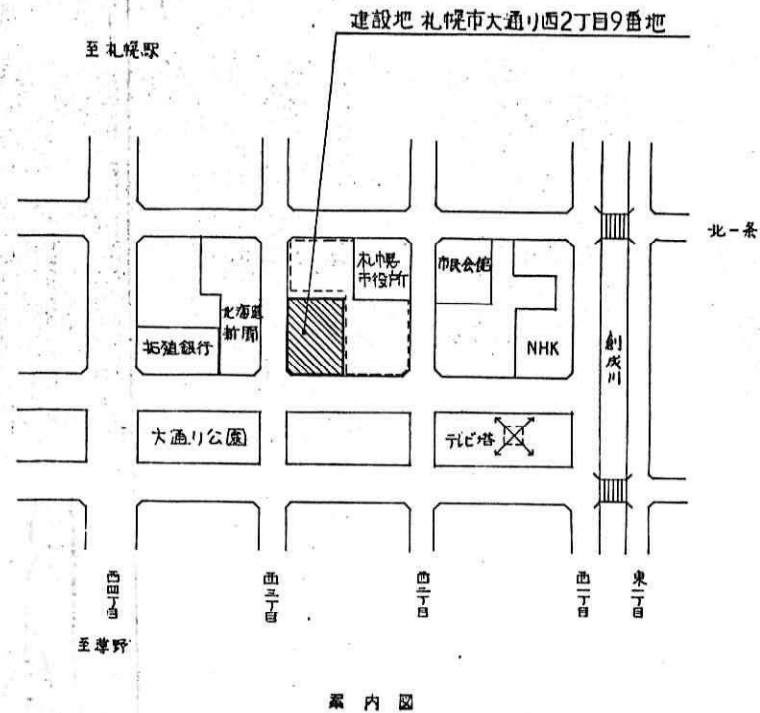 建設地 札幌市大通り西2丁目9番地
至 札幌駅
北一条
札幌
市役所
市民会館
北海道
新聞
拓殖銀行
NHK
創成川
大通り公園
テレビ塔
西四丁目
西三丁目
西二丁目
西一丁目
東一丁目
至薄野
案内図